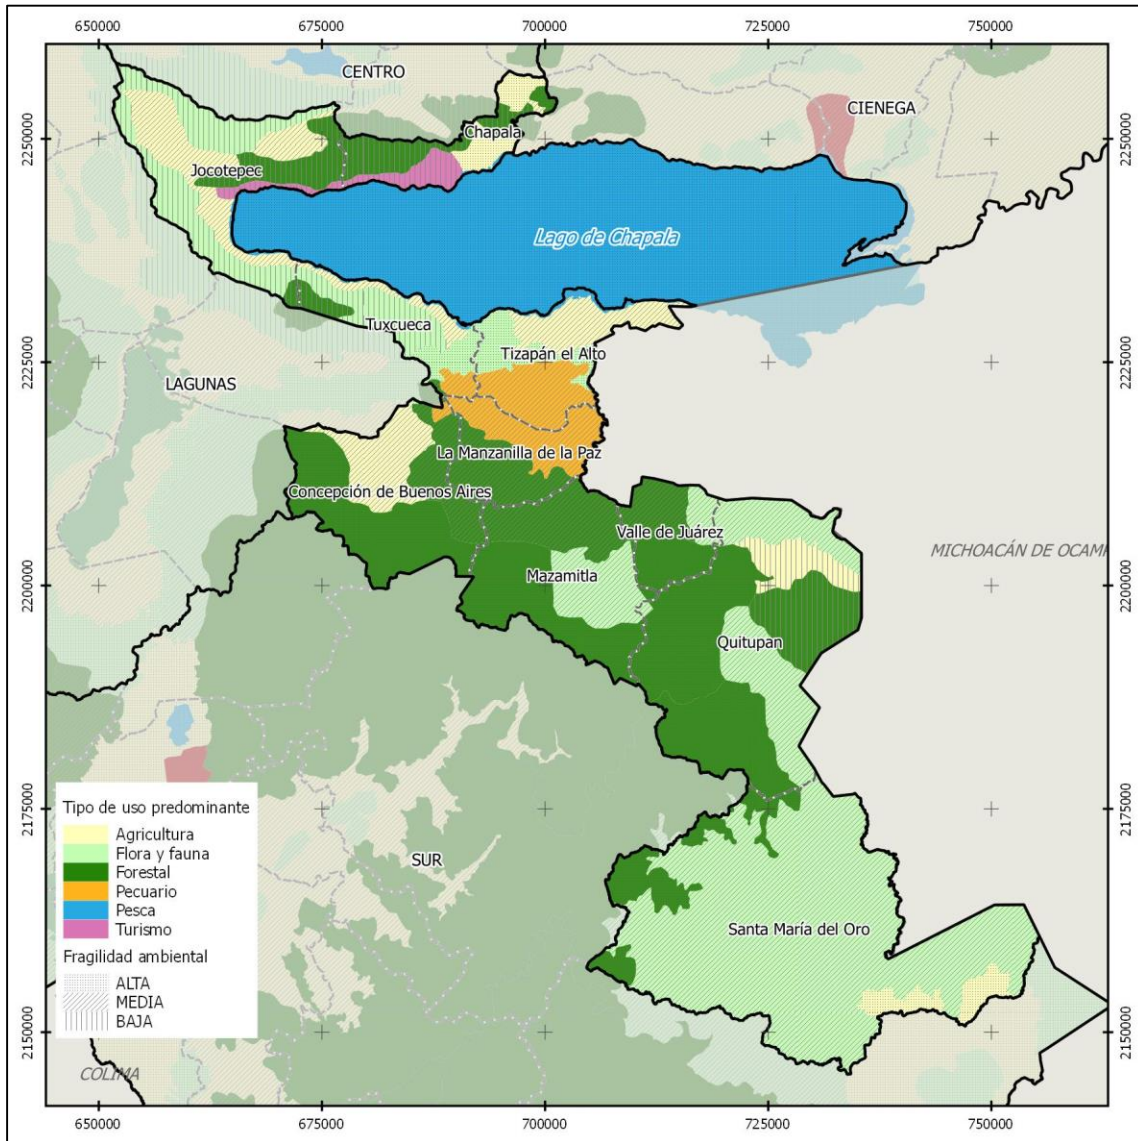 650000 675000 700000 725000 750000
CENTRO
CIENEGA
Chapala
2250000 2250000
Jocotepec
Lago de Chapala
Tuxcueca
Tizapán el Alto
2225000 2225000
LAGUNAS
La Manzanilla de la Paz
Concepción de Buenos Aires
Valle de Juárez
MICHOACÁN DE OCAM
Mazamitla
2200000 2200000
Quitupan
2175000 2175000
Tipo de uso predominante
Agricultura
Flora y fauna
Forestal
Pecuario
Pesca
Turismo
Fragilidad ambiental
ALTA
MEDIA
BAJA
SUR
Santa María del Oro
2150000 2150000
COLIMA
650000 675000 700000 725000 750000